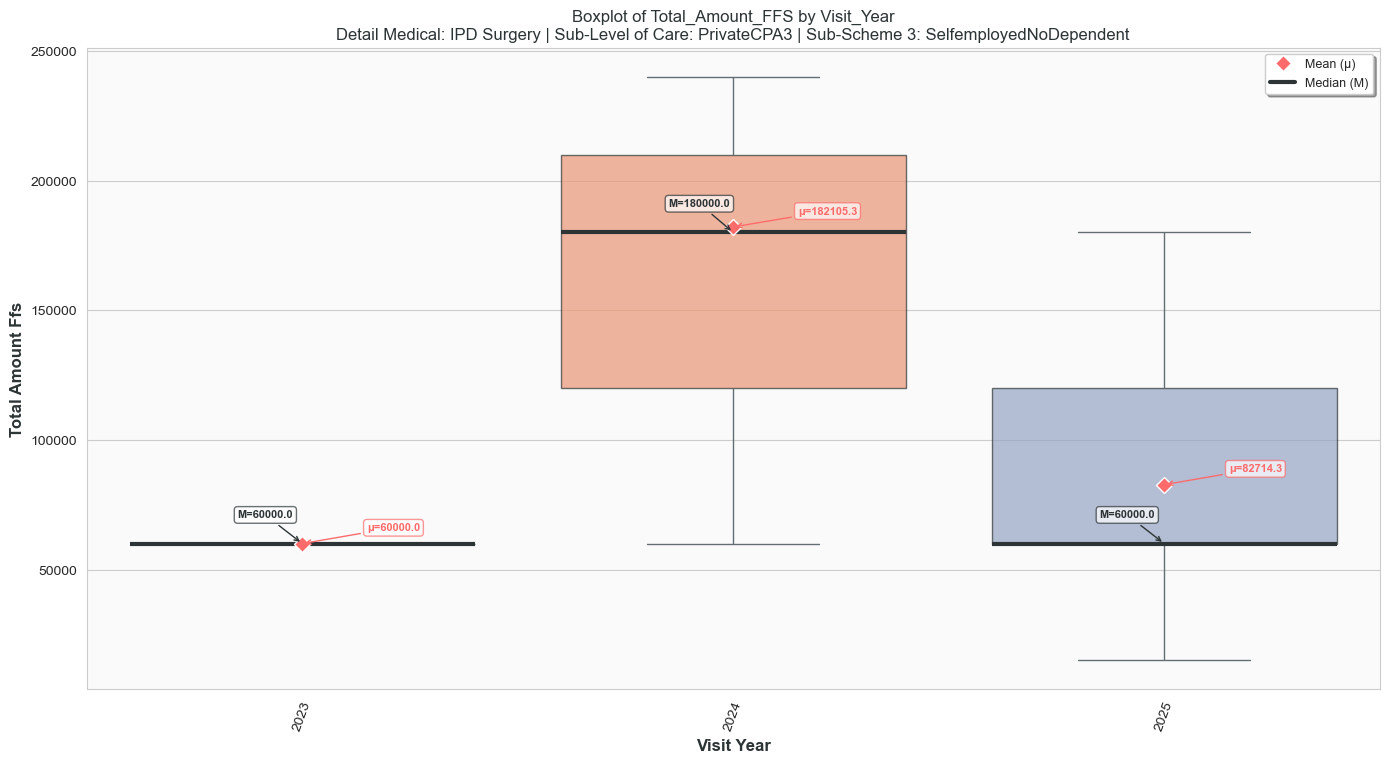 Boxplot of Total_Amount_FFS by Visit_Year
Detail Medical: IPD Surgery | Sub-Level of Care: PrivateCPA3 | Sub-Scheme 3: SelfemployedNoDependent
Mean (μ)
Median (M)
Total Amount Ffs
250000
200000
150000
100000
50000
M=60000.0
μ=60000.0
M=180000.0
μ=182105.3
M=60000.0
μ=82714.3
2023
2024
2025
Visit Year